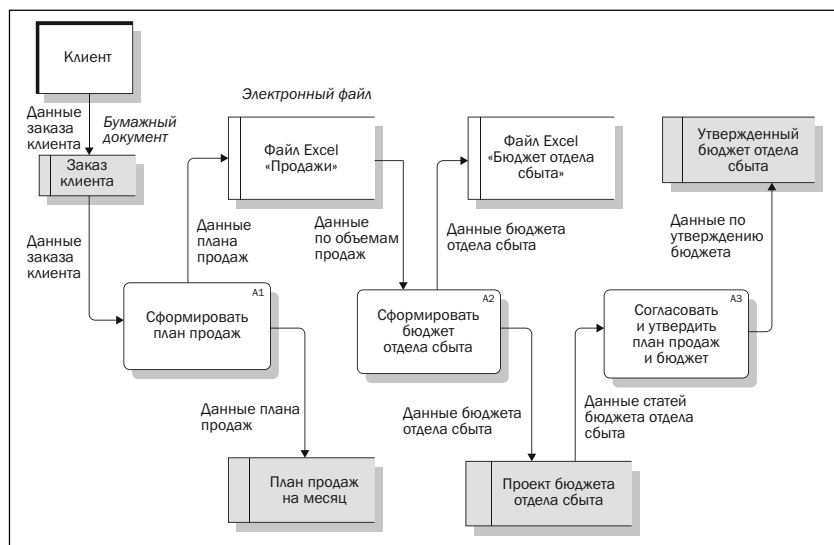 Клиент
Данные
заказа
клиента
Бумажный
документ
Электронный файл
Заказ
клиента
Файл Excel
«Продажи»
Файл Excel
«Бюджет отдела
сбыта»
Утвержденный
бюджет отдела
сбыта
Данные
заказа
клиента
Данные
плана
продаж
Данные
по объемам
продаж
Данные бюджета
отдела сбыта
Данные по
утверждению
бюджета
A1
Сформировать
план продаж
A2
Сформировать
бюджет
отдела сбыта
A3
Согласовать
и утвердить
план продаж
и бюджет
Данные плана
продаж
Данные бюджета
отдела сбыта
Данные статей
бюджета отдела
сбыта
План продаж
на месяц
Проект бюджета
отдела сбыта